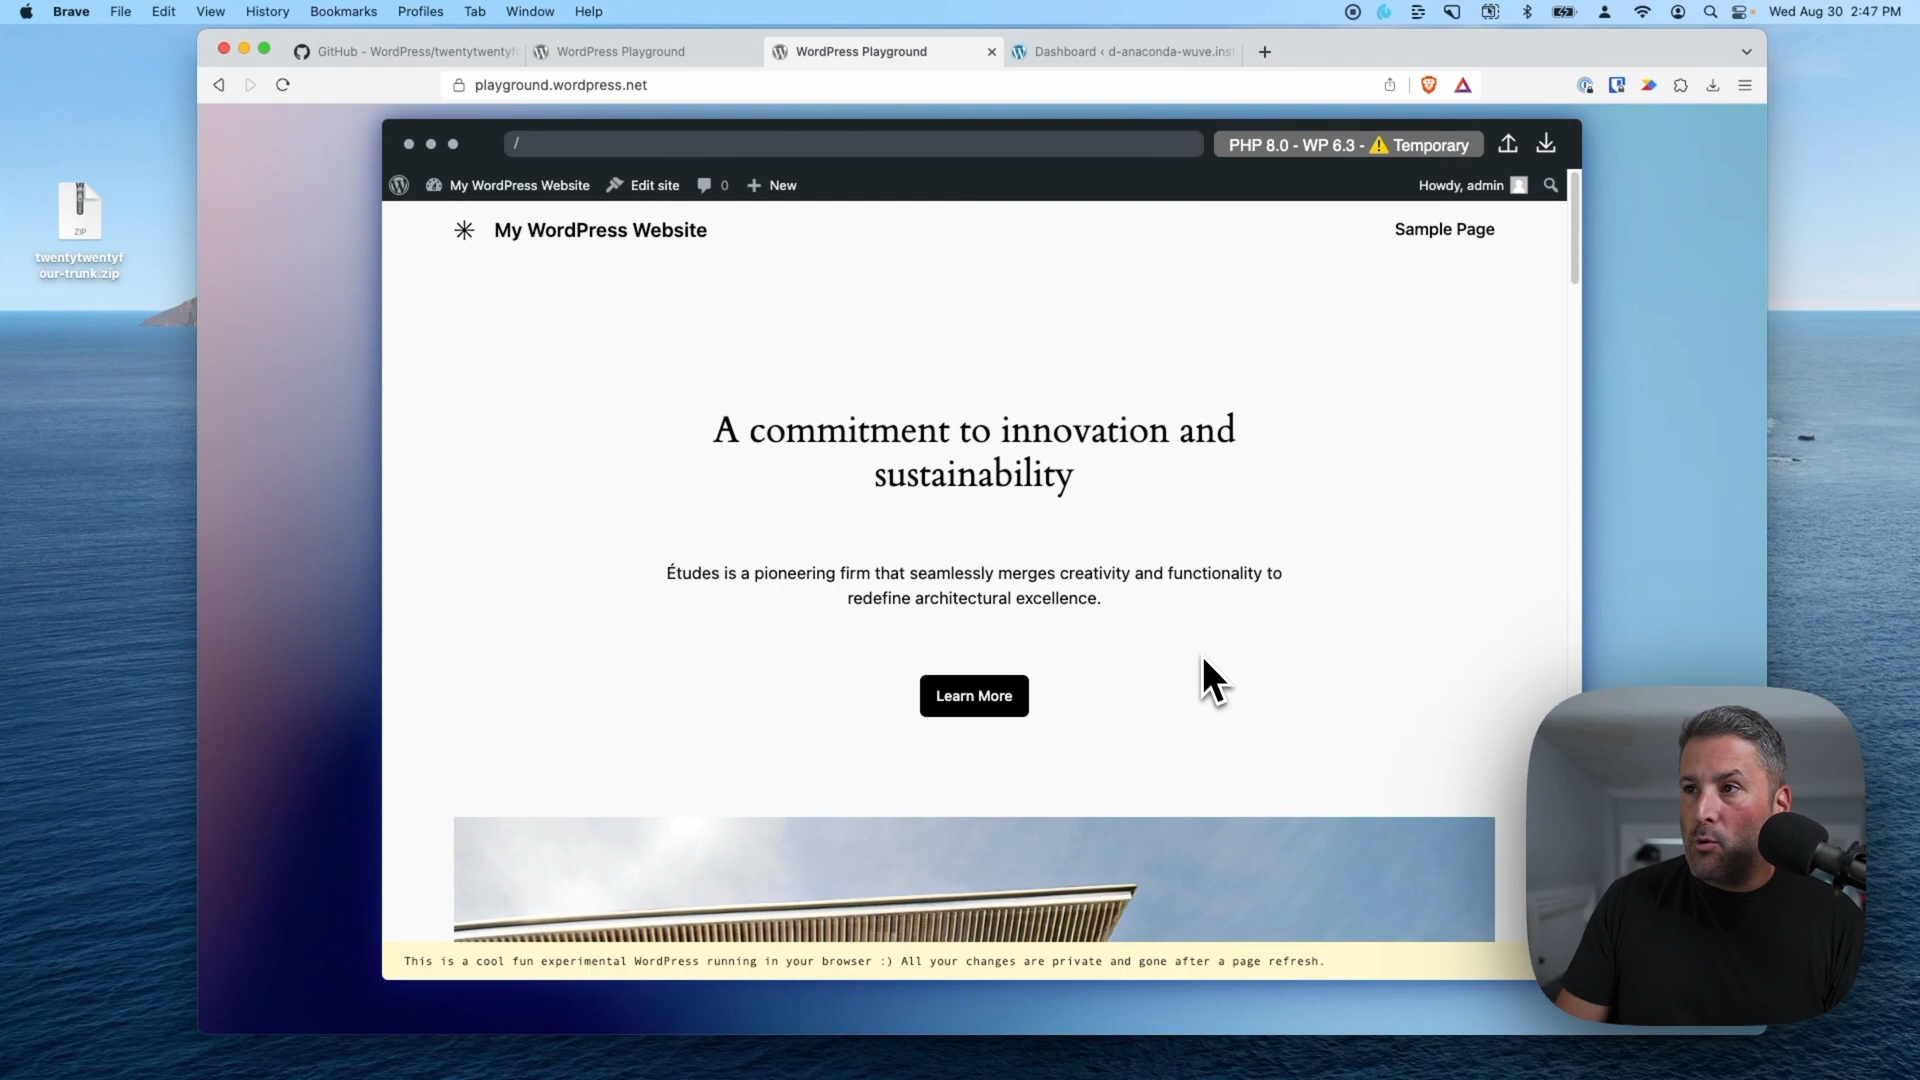 Brave File Edit View History Bookmarks Profiles Tab Window Help Wed Aug 30 2:47 PM
GitHub - WordPress/twentytwentyf WordPress Playground WordPress Playground Dashboard ‹ d-anaconda-wuve.inst
playground.wordpress.net
/ PHP 8.0 - WP 6.3 - ⚠️ Temporary
My WordPress Website Edit site 0 New Howdy, admin
My WordPress Website Sample Page
ZIP
twentytwentyf
our-trunk.zip
A commitment to innovation and
sustainability
Études is a pioneering firm that seamlessly merges creativity and functionality to
redefine architectural excellence.
Learn More
This is a cool fun experimental WordPress running in your browser :) All your changes are private and gone after a page refresh.